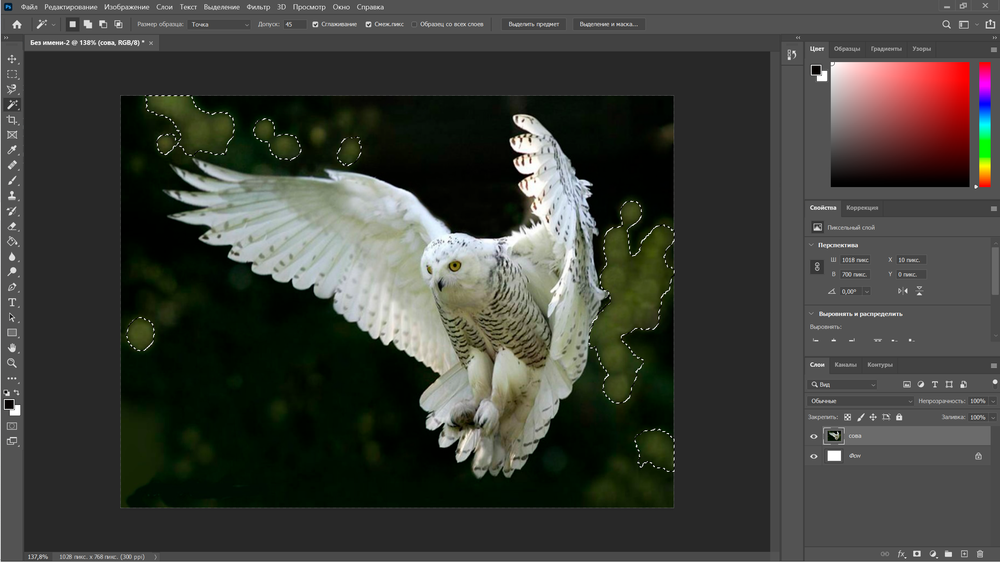 Ps Файл Редактирование Изображение Слои Текст Выделение Фильтр 3D Просмотр Окно Справка
Размер образца: Точка Допуск: 45 Сглаживание Смеж.пикс Образец со всех слоев Выделить предмет Выделение и маска...
Без имени-2 @ 138% (сова, RGB/8) *
Цвет Образцы Градиенты Узоры
Свойства Коррекция
Пиксельный слой
Перспектива
Ш 1018 пикс X 10 пикс.
В 700 пикс. Y 0 пикс.
0,00°
Выровнять и распределить
Выровнять:
Слои Каналы Контуры
Вид
Обычные Непрозрачность: 100%
Закрепить: Заливка: 100%
сова
Фон
fx
137,8% 1028 пикс. x 768 пикс. (300 ppi)